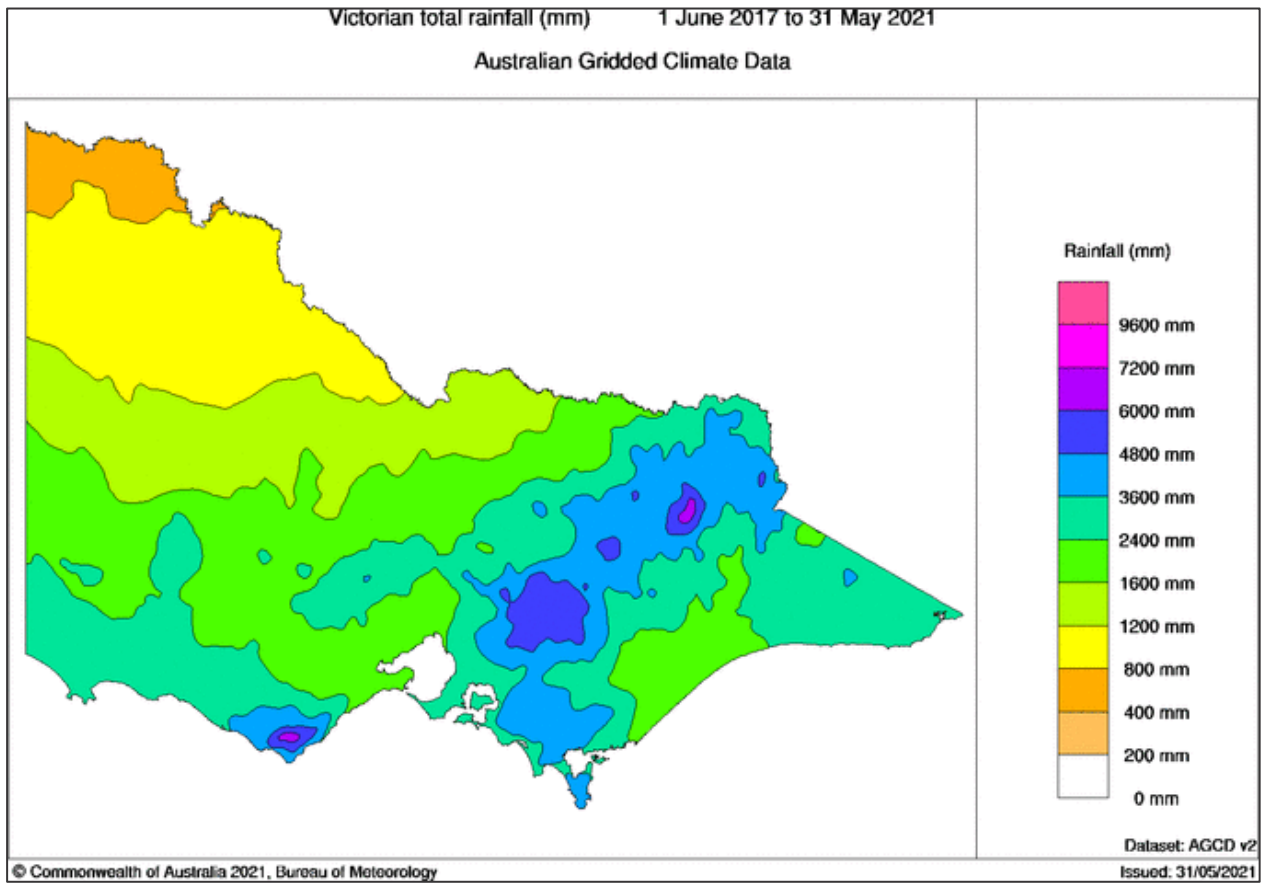 Victorian total rainfall (mm) 1 June 2017 to 31 May 2021
Australian Gridded Climate Data
Rainfall (mm)
9600 mm
7200 mm
6000 mm
4800 mm
3600 mm
2400 mm
1600 mm
1200 mm
800 mm
400 mm
200 mm
0 mm
Dataset: AGCD v2
© Commonwealth of Australia 2021, Bureau of Meteorology
Issued: 31/05/2021